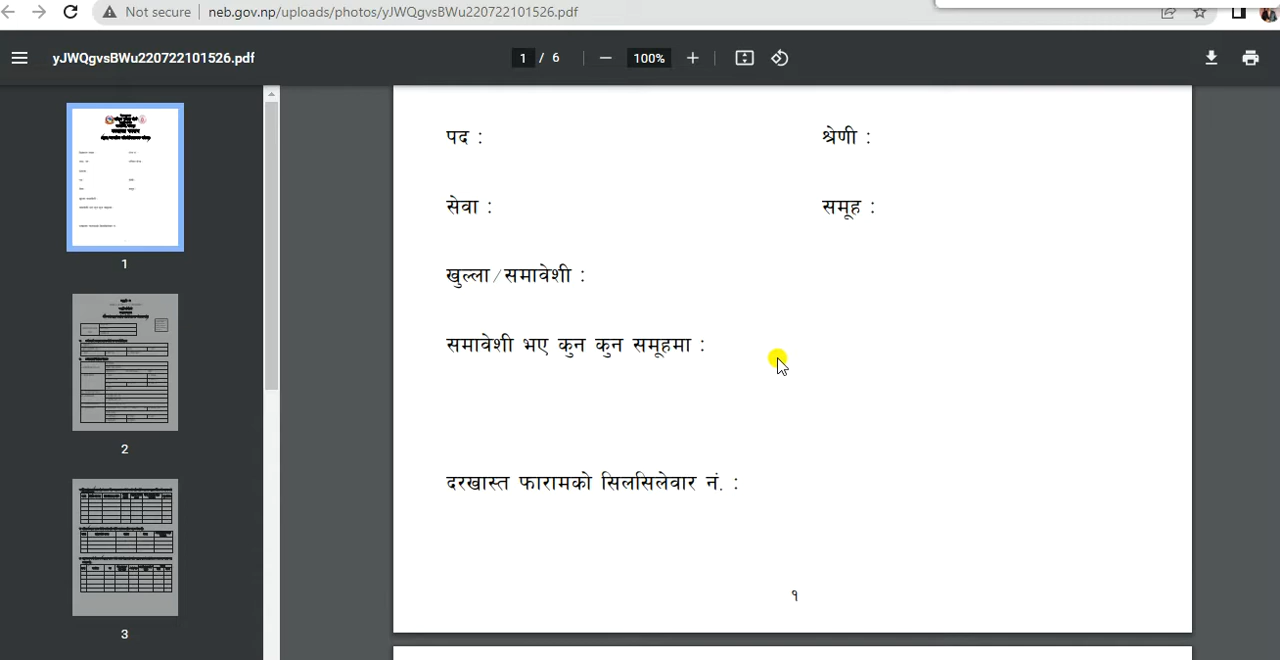 Not secure | neb.gov.np/uploads/photos/yJWQgvsBWu220722101526.pdf
yJWQgvsBWu220722101526.pdf 1 / 6 100%
पद : श्रेणी :
सेवा : समूह :
खुल्ला/समावेशी :
समावेशी भए कुन कुन समूहमा :
दरखास्त फारामको सिलसिलेवार नं. :
१
1
2
3